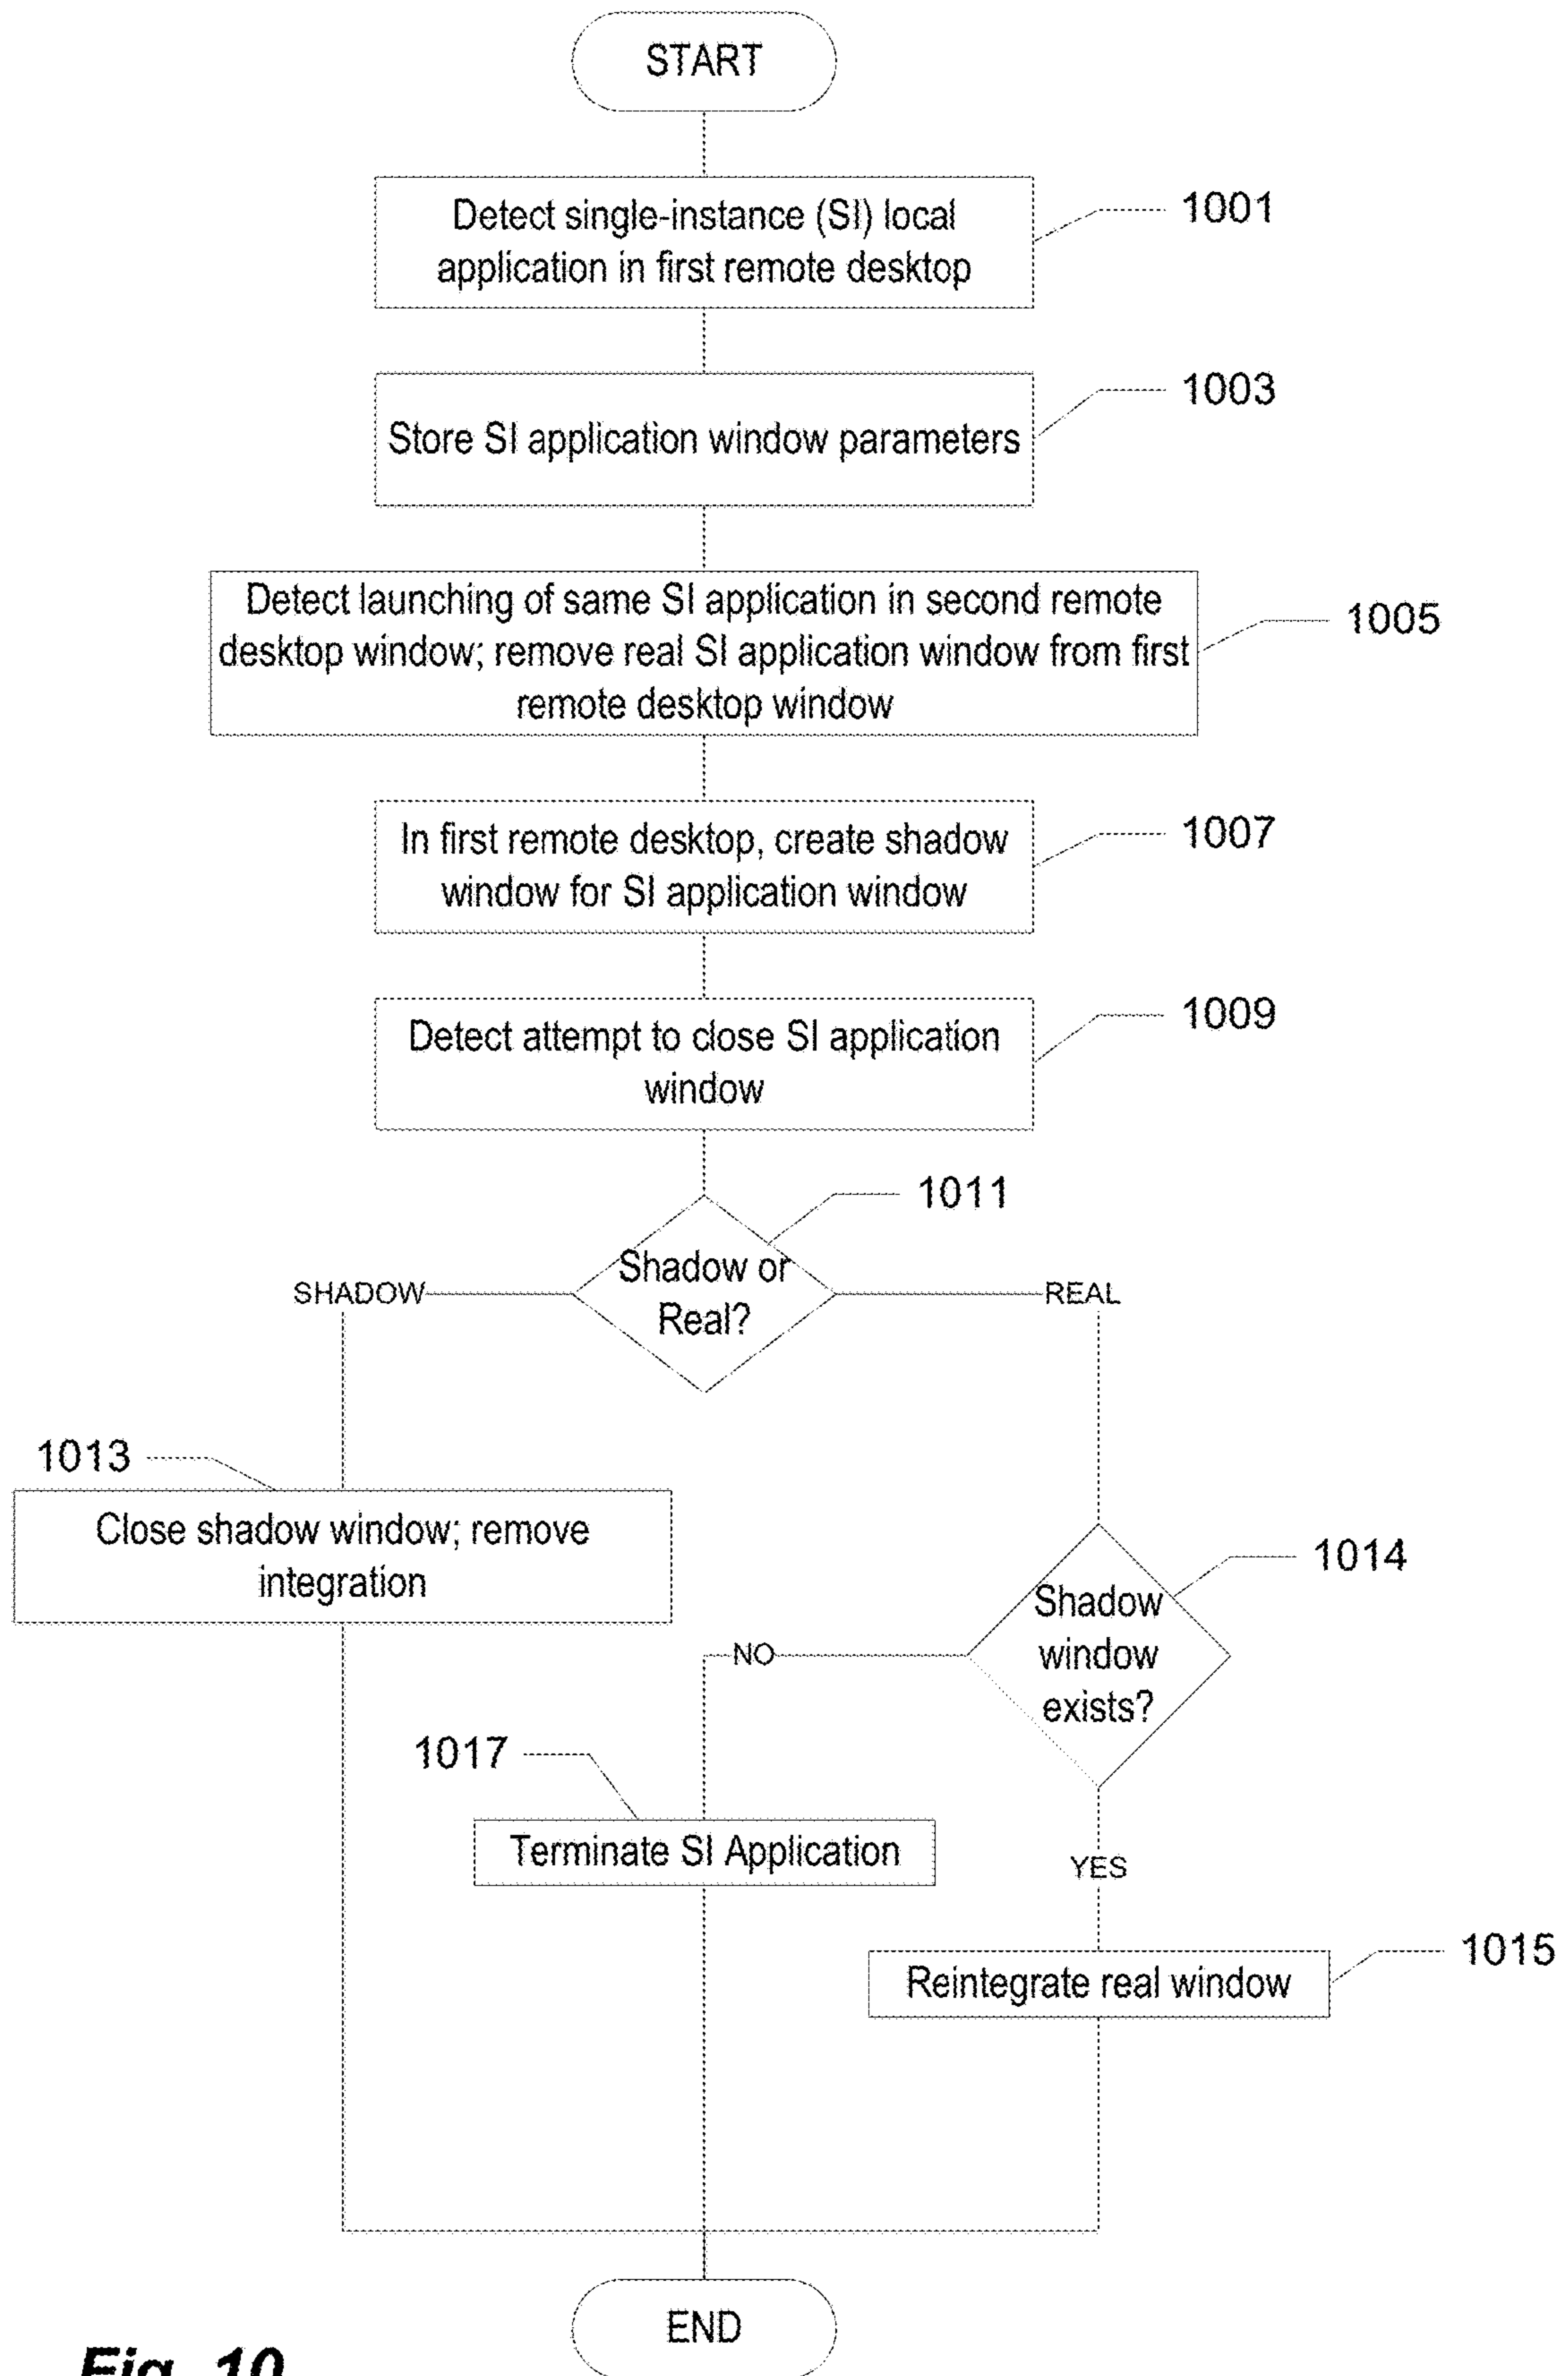 START
Detect single-instance (SI) local
application in first remote desktop
1001
Store SI application window parameters
1003
Detect launching of same SI application in second remote
desktop window; remove real SI application window from first
remote desktop window
1005
In first remote desktop, create shadow
window for SI application window
1007
Detect attempt to close SI application
window
1009
1011
Shadow or
Real?
SHADOW
REAL
1013
Close shadow window; remove
integration
1014
Shadow
window
exists?
NO
1017
Terminate SI Application
YES
1015
Reintegrate real window
END
Fig. 10